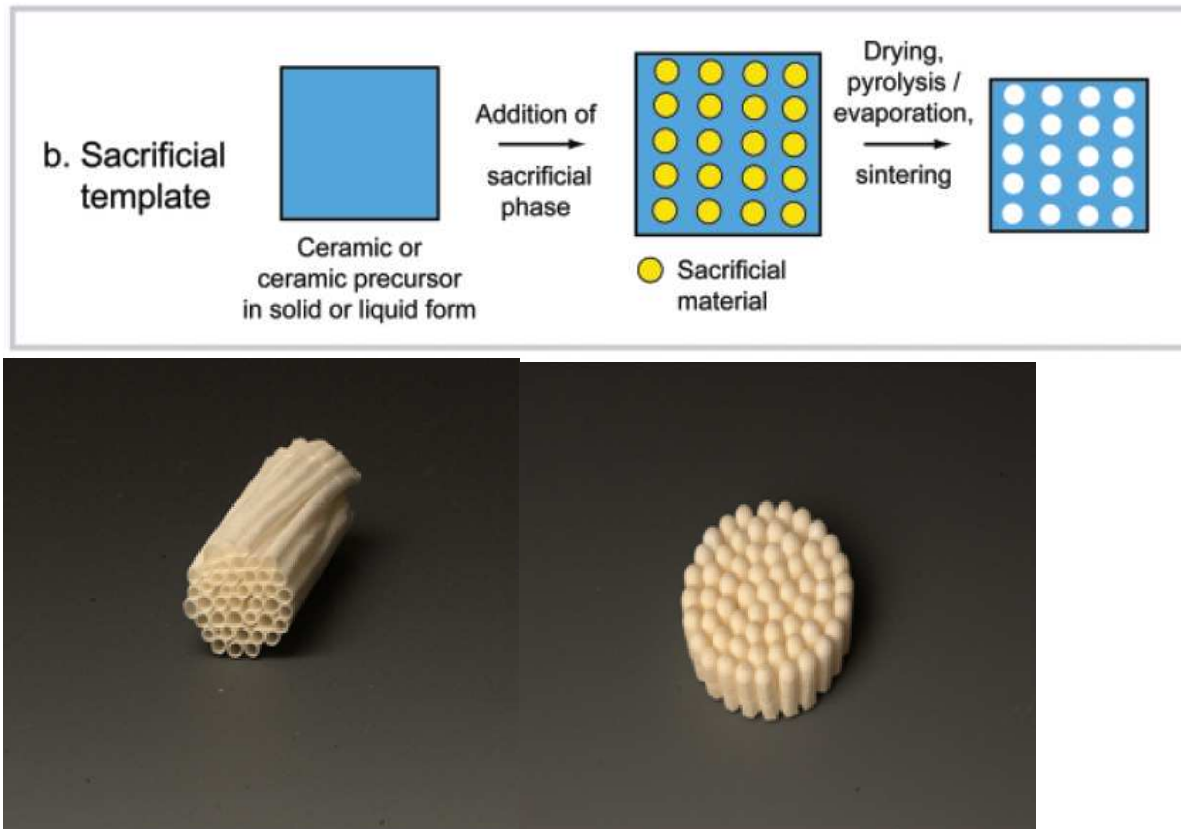 b. Sacrificial
template
Ceramic or
ceramic precursor
in solid or liquid form
Addition of
sacrificial
phase
Sacrificial
material
Drying,
pyrolysis /
evaporation,
sintering